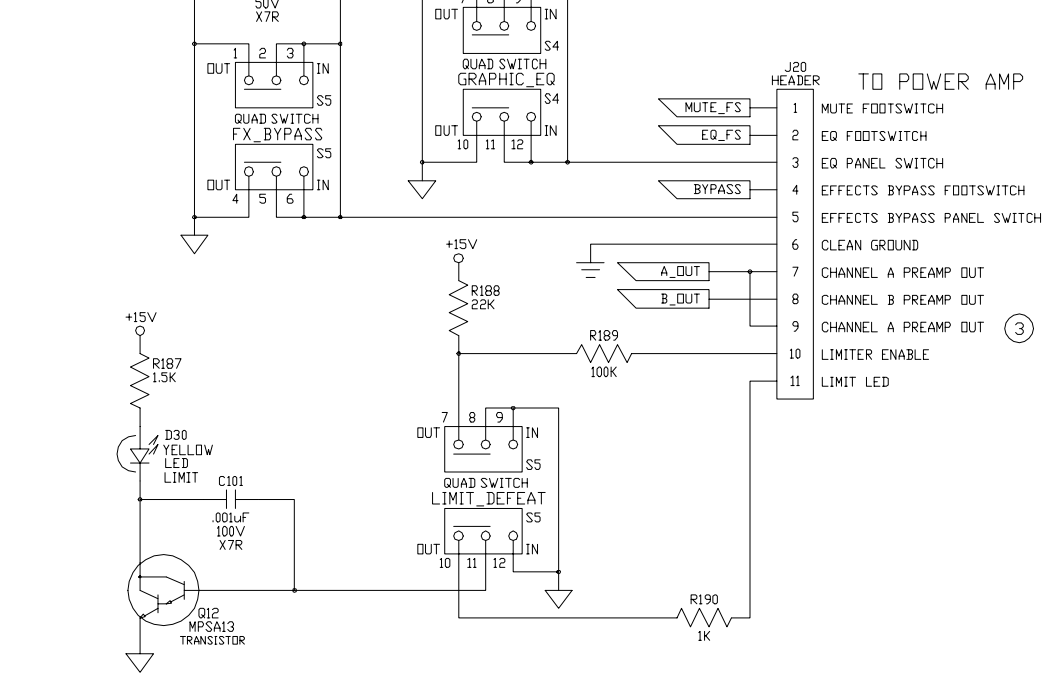 50V
X7R
1 2 3
OUT IN
S5
QUAD SWITCH
FX_BYPASS
S5
OUT IN
4 5 6
7 8 9
OUT IN
S4
QUAD SWITCH
GRAPHIC_EQ
S4
OUT IN
10 11 12
J20
HEADER
TO POWER AMP
MUTE_FS 1 MUTE FOOTSWITCH
EQ_FS 2 EQ FOOTSWITCH
3 EQ PANEL SWITCH
BYPASS 4 EFFECTS BYPASS FOOTSWITCH
5 EFFECTS BYPASS PANEL SWITCH
6 CLEAN GROUND
A_OUT 7 CHANNEL A PREAMP OUT
B_OUT 8 CHANNEL B PREAMP OUT
9 CHANNEL A PREAMP OUT 3
10 LIMITER ENABLE
11 LIMIT LED
+15V
R188
22K
R189
100K
+15V
R187
1.5K
D30
YELLOW
LED
LIMIT
C101
.001uF
100V
X7R
7 8 9
OUT IN
S5
QUAD SWITCH
LIMIT_DEFEAT
S5
OUT IN
10 11 12
Q12
MPSA13
TRANSISTOR
R190
1K